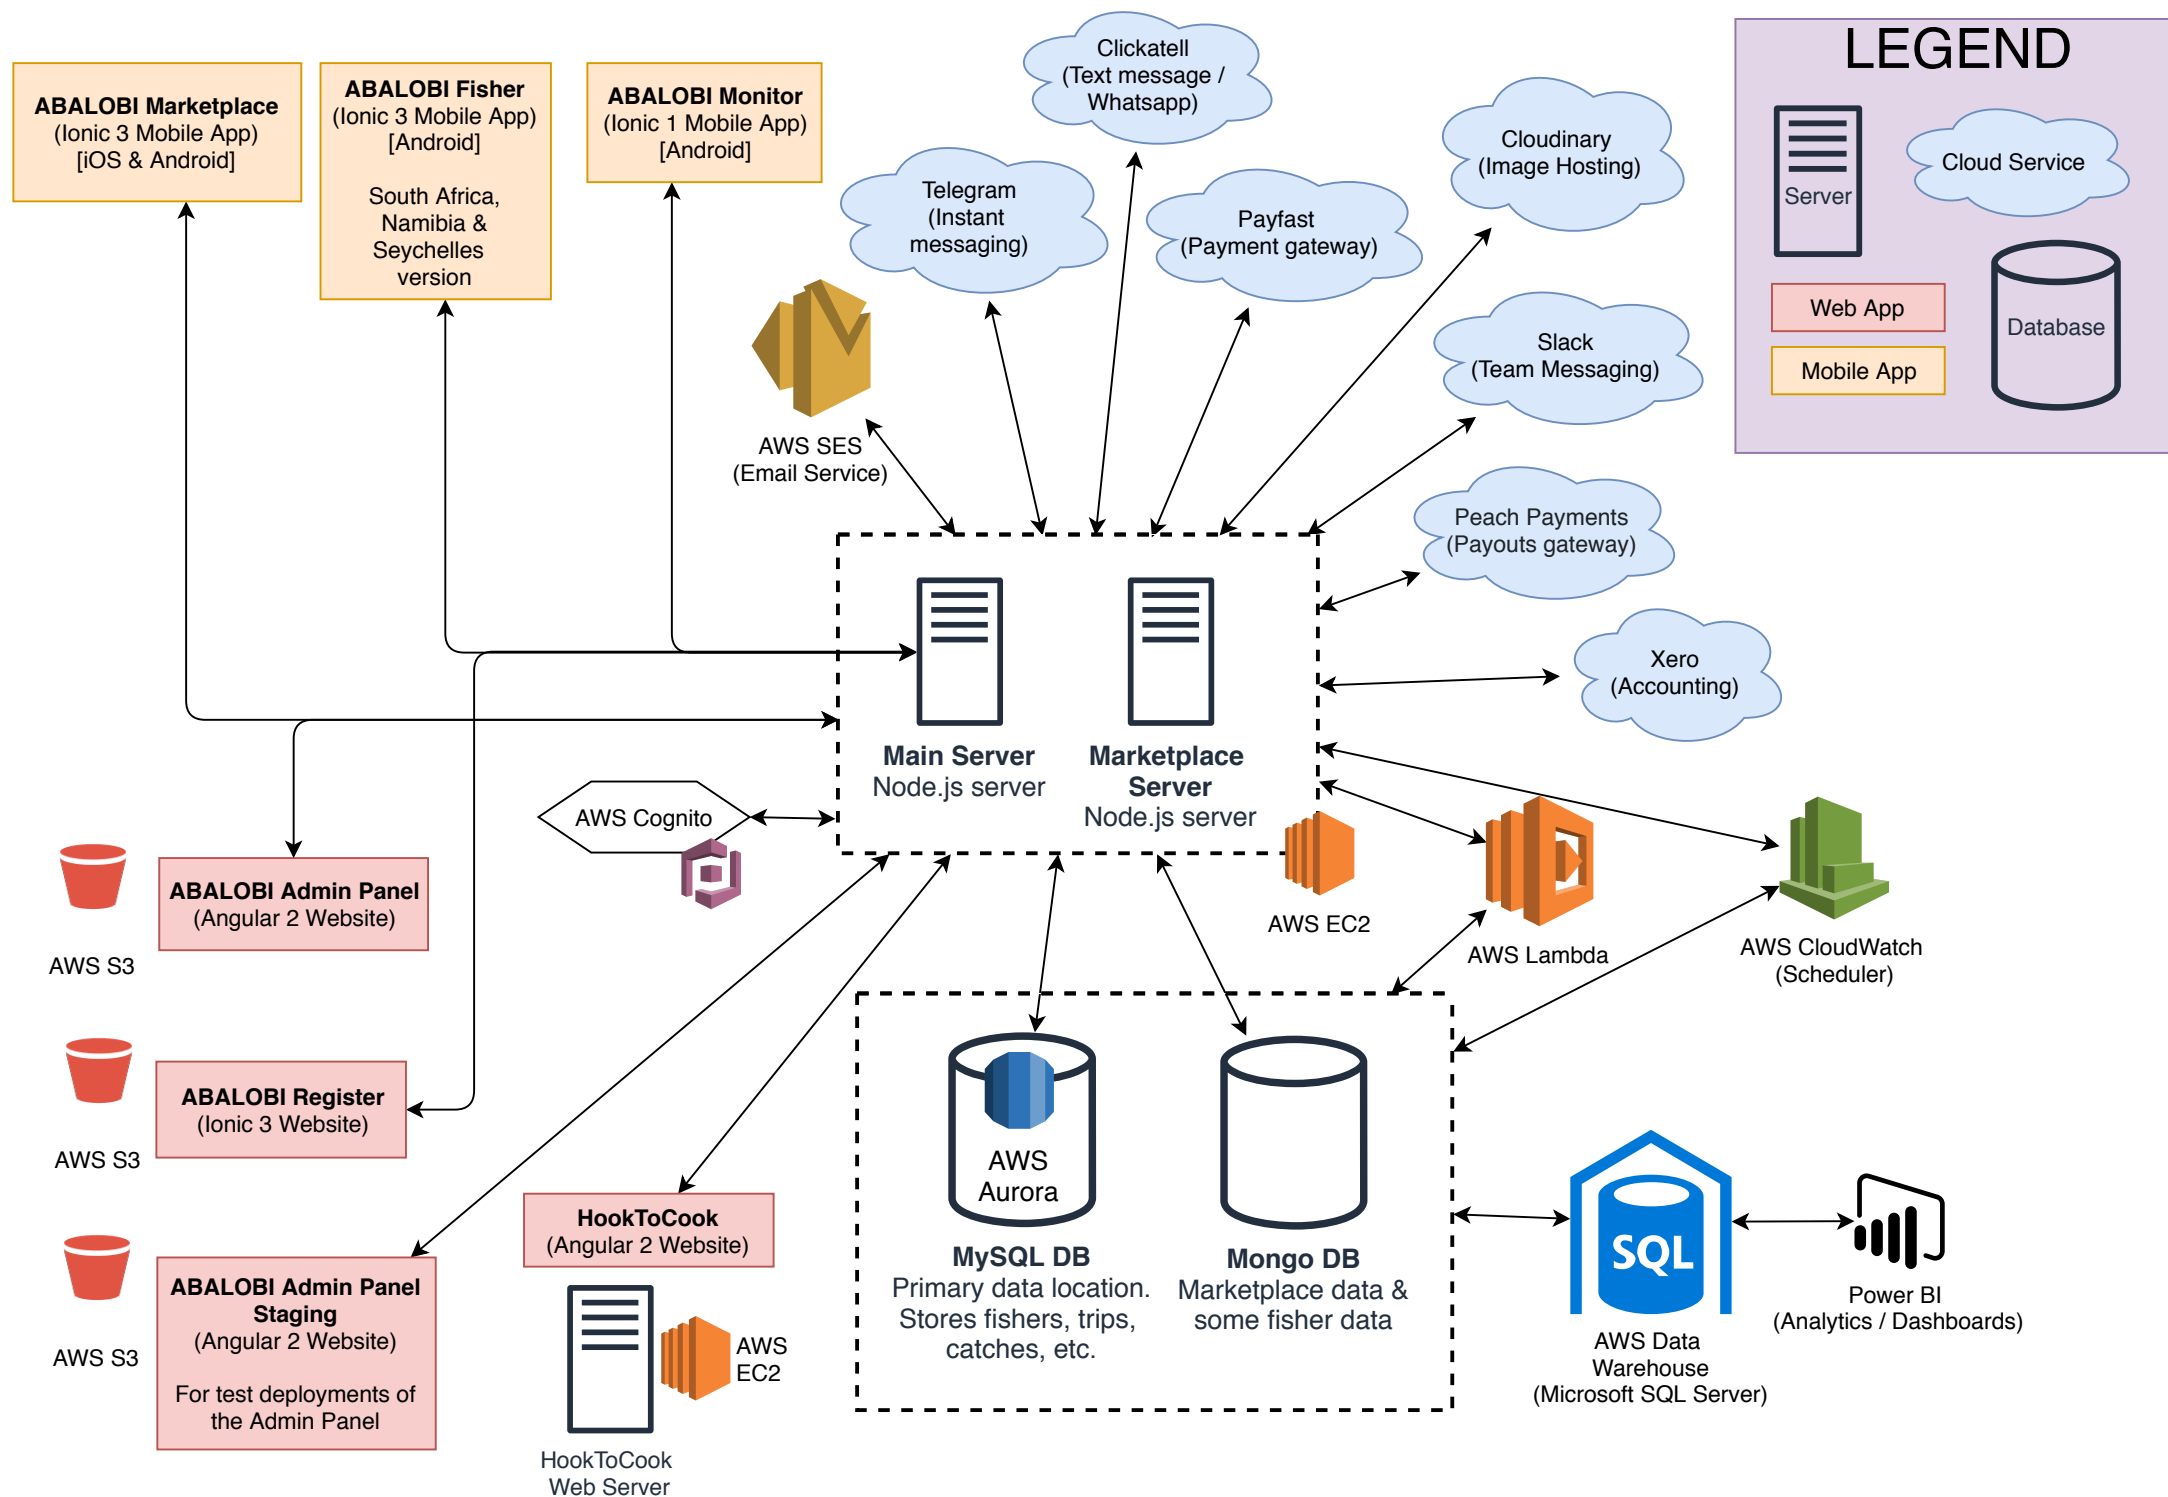 ABALOBI Marketplace
(Ionic 3 Mobile App)
[iOS & Android]
ABALOBI Fisher
(Ionic 3 Mobile App)
[Android]
South Africa,
Namibia &
Seychelles
version
ABALOBI Monitor
(Ionic 1 Mobile App)
[Android]
Clickatell
(Text message /
Whatsapp)
Telegram
(Instant
messaging)
Payfast
(Payment gateway)
Cloudinary
(Image Hosting)
Slack
(Team Messaging)
Peach Payments
(Payouts gateway)
Xero
(Accounting)
LEGEND
Server
Cloud Service
Web App
Mobile App
Database
AWS SES
(Email Service)
Main Server
Node.js server
Marketplace
Server
Node.js server
AWS Cognito
AWS EC2
AWS Lambda
AWS CloudWatch
(Scheduler)
AWS S3
ABALOBI Admin Panel
(Angular 2 Website)
AWS S3
ABALOBI Register
(Ionic 3 Website)
AWS S3
ABALOBI Admin Panel
Staging
(Angular 2 Website)
For test deployments of
the Admin Panel
HookToCook
(Angular 2 Website)
AWS
EC2
HookToCook
Web Server
AWS
Aurora
MySQL DB
Primary data location.
Stores fishers, trips,
catches, etc.
Mongo DB
Marketplace data &
some fisher data
SQL
AWS Data
Warehouse
(Microsoft SQL Server)
Power BI
(Analytics / Dashboards)